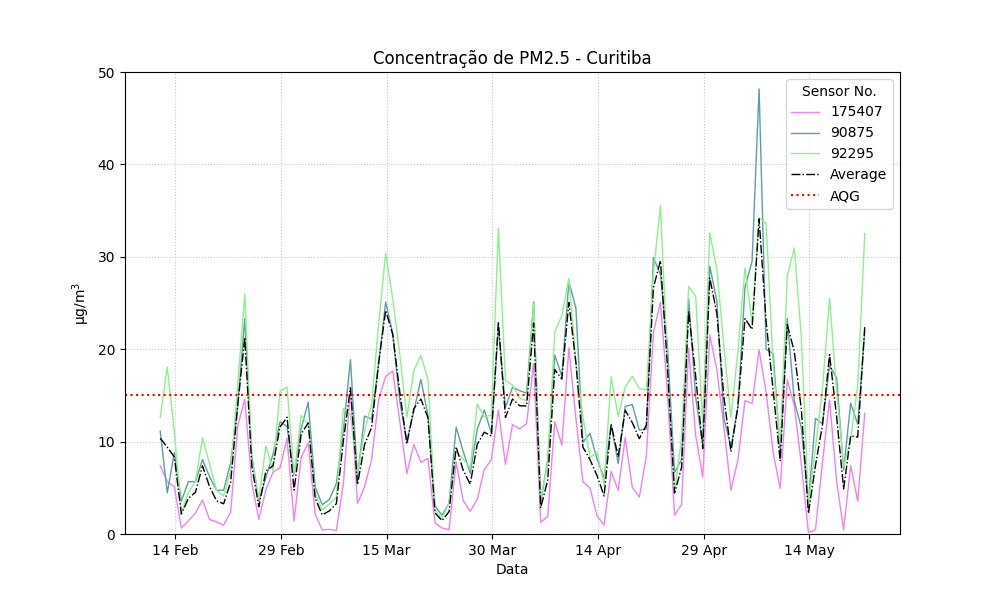 Concentração de PM2.5 - Curitiba
50
40
30
20
10
0
µg/m³
14 Feb
29 Feb
15 Mar
30 Mar
14 Apr
29 Apr
14 May
Data
Sensor No.
175407
90875
92295
Average
AQG